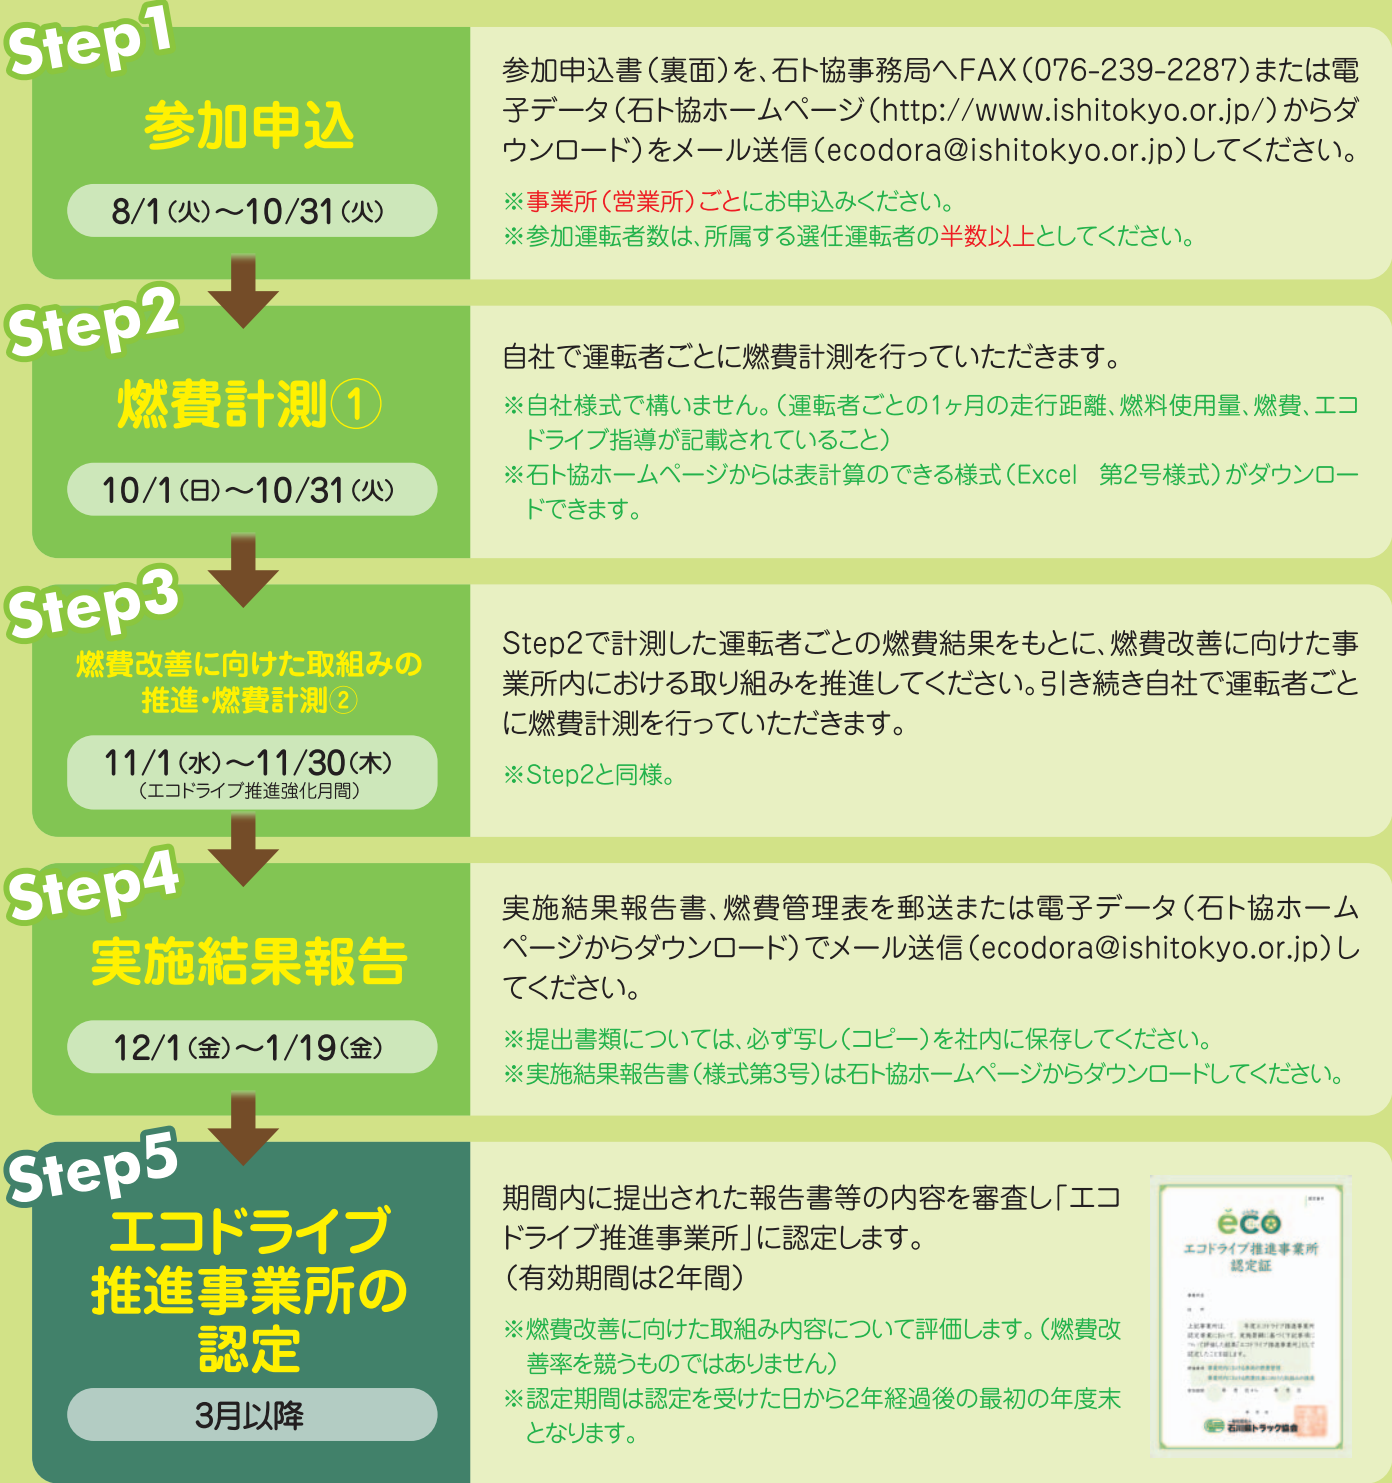 Step1
参加申込
8/1（火）～10/31（火）
参加申込書（裏面）を、石ト協事務局へFAX（076-239-2287）または電
子データ（石ト協ホームページ（http://www.ishitokyo.or.jp/）からダ
ウンロード）をメール送信（ecodora@ishitokyo.or.jp）してください。
※事業所（営業所）ごとにお申込みください。
※参加運転者数は、所属する選任運転者の半数以上としてください。
Step2
燃費計測①
10/1（日）～10/31（火）
自社で運転者ごとに燃費計測を行っていただきます。
※自社様式で構いません。（運転者ごとの1ヶ月の走行距離、燃料使用量、燃費、エコ
ドライブ指導が記載されていること）
※石ト協ホームページからは表計算のできる様式（Excel　第2号様式）がダウンロー
ドできます。
Step3
燃費改善に向けた取組みの
推進・燃費計測②
11/1（水）～11/30（木）
（エコドライブ推進強化月間）
Step2で計測した運転者ごとの燃費結果をもとに、燃費改善に向けた事
業所内における取り組みを推進してください。引き続き自社で運転者ごと
に燃費計測を行っていただきます。
※Step2と同様。
Step4
実施結果報告
12/1（金）～1/19（金）
実施結果報告書、燃費管理表を郵送または電子データ（石ト協ホーム
ページからダウンロード）でメール送信（ecodora@ishitokyo.or.jp）し
てください。
※提出書類については、必ず写し（コピー）を社内に保存してください。
※実施結果報告書（様式第3号）は石ト協ホームページからダウンロードしてください。
Step5
エコドライブ
推進事業所の
認定
3月以降
期間内に提出された報告書等の内容を審査し「エコ
ドライブ推進事業所」に認定します。
（有効期間は2年間）
※燃費改善に向けた取組み内容について評価します。（燃費改
善率を競うものではありません）
※認定期間は認定を受けた日から2年経過後の最初の年度末
となります。
eco
エコドライブ推進事業所
認定証
石川県トラック協会